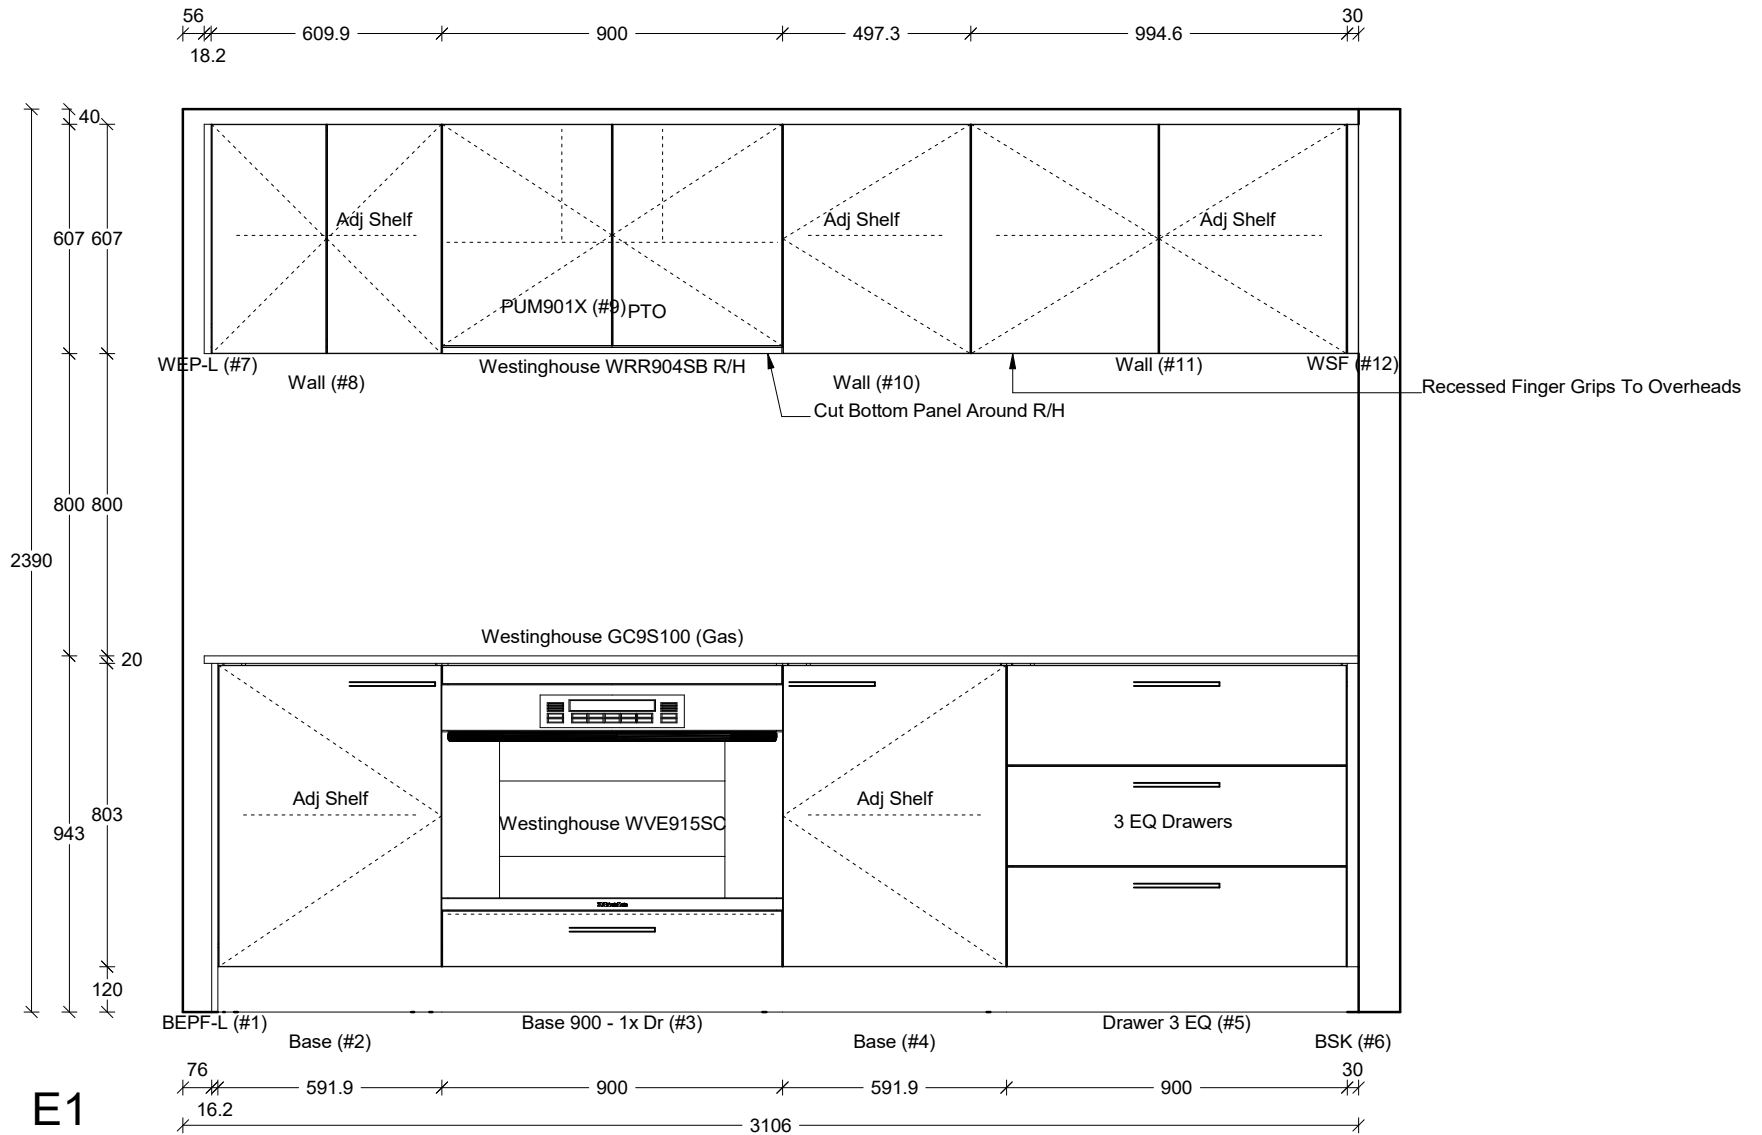 56
30
609.9
900
497.3
994.6
18.2
40
Adj Shelf
Adj Shelf
Adj Shelf
607
607
PUM901X (#9)
PTO
WEP-L (#7)
Westinghouse WRR904SB R/H
Wall (#11)
WSF (#12)
Wall (#8)
Wall (#10)
Recessed Finger Grips To Overheads
Cut Bottom Panel Around R/H
800
800
2390
Westinghouse GC9S100 (Gas)
20
Adj Shelf
Adj Shelf
803
943
Westinghouse WVE915SC
3 EQ Drawers
120
BEPF-L (#1)
Base 900 - 1x Dr (#3)
Drawer 3 EQ (#5)
Base (#2)
Base (#4)
BSK (#6)
76
30
591.9
900
591.9
900
16.2
E1
3106